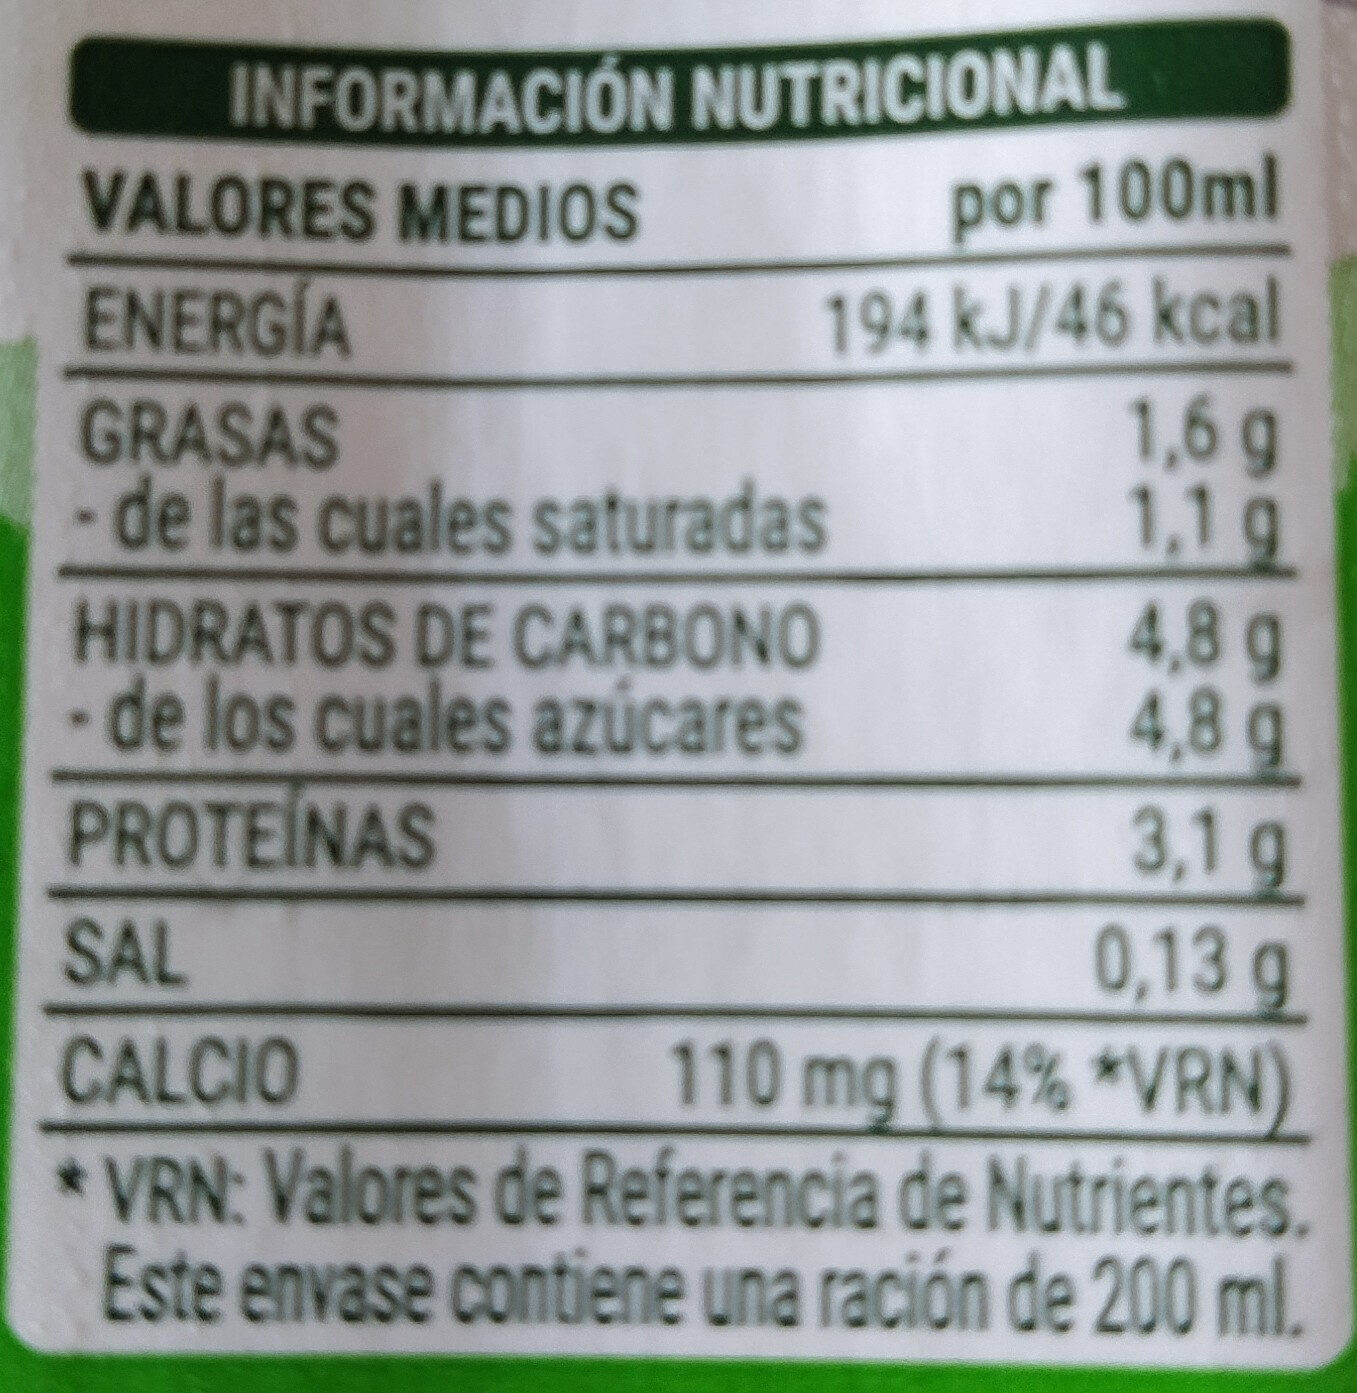 INFORMACIÓN NUTRICIONAL
VALORES MEDIOS por 100ml
ENERGÍA 194 kJ/46 kcal
GRASAS 1,6 g
- de las cuales saturadas 1,1 g
HIDRATOS DE CARBONO 4,8 g
- de los cuales azúcares 4,8 g
PROTEÍNAS 3,1 g
SAL 0,13 g
CALCIO 110 mg (14% *VRN)
* VRN: Valores de Referencia de Nutrientes.
Este envase contiene una ración de 200 ml.